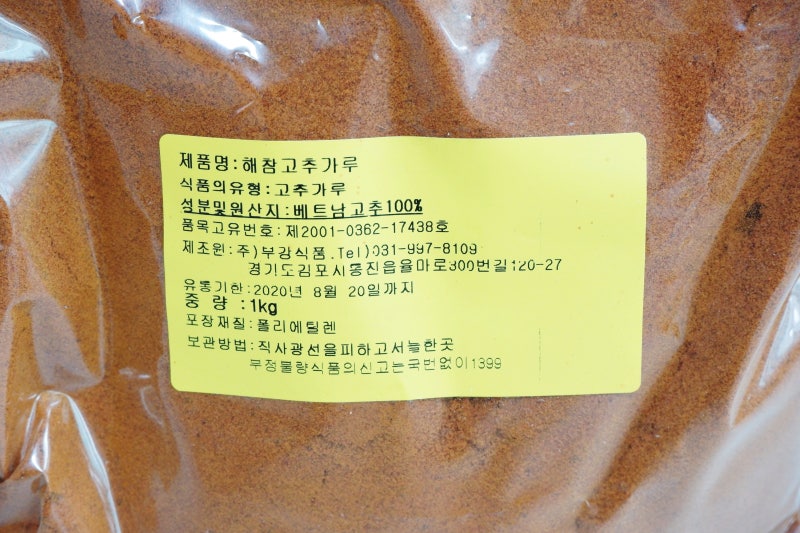 제품명:해참고추가루
식품의유형:고추가루
성분및원산지:베트남고추100%
품목고유번호:제2001-0362-17438호
제조원:주)부강식품.Tel)031-997-8109
경기도김포시통진읍율마로300번길120-27
유통기한:2020년 8월 20일까지
중 량 :1kg
포장재질:폴리에틸렌
보관방법:직사광선을피하고서늘한곳
부정불량식품의신고는국번없이1399